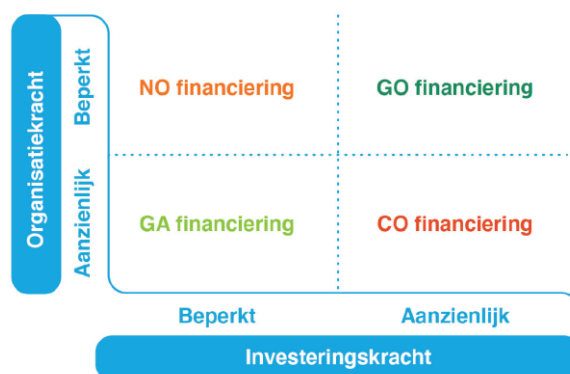 Organisatiekracht
Beperkt
Aanzienlijk
NO financiering
GO financiering
GA financiering
CO financiering
Beperkt
Aanzienlijk
Investeringskracht